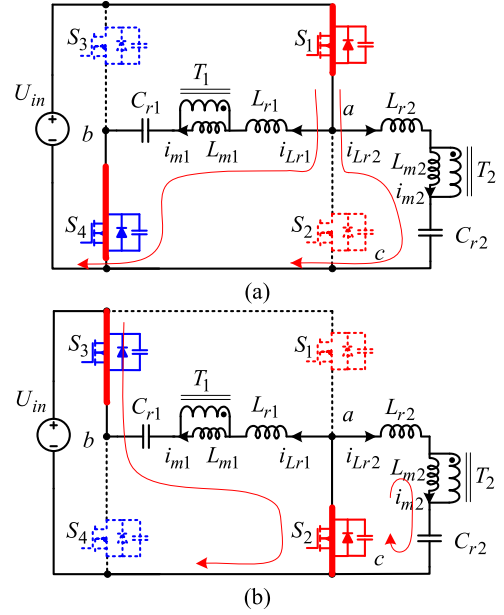 S3 S1
T1
Uin Cr1 Lr1 a Lr2
b
im1 Lm1 iLr1 iLr2 Lm2 T2
im2
S4 S2 Cr2
c
(a)
S3 S1
T1
Uin Cr1 Lr1 a Lr2
b
im1 Lm1 iLr1 iLr2 Lm2 T2
im2
S4 S2 Cr2
c
(b)